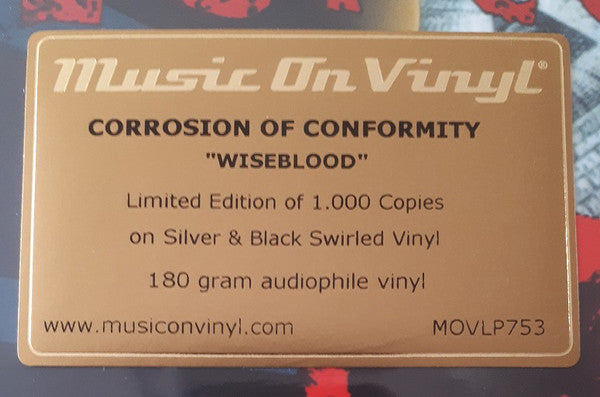 Music On Vinyl®
CORROSION OF CONFORMITY
"WISEBLOOD"
Limited Edition of 1.000 Copies
on Silver & Black Swirled Vinyl
180 gram audiophile vinyl
www.musiconvinyl.com MOVLP753